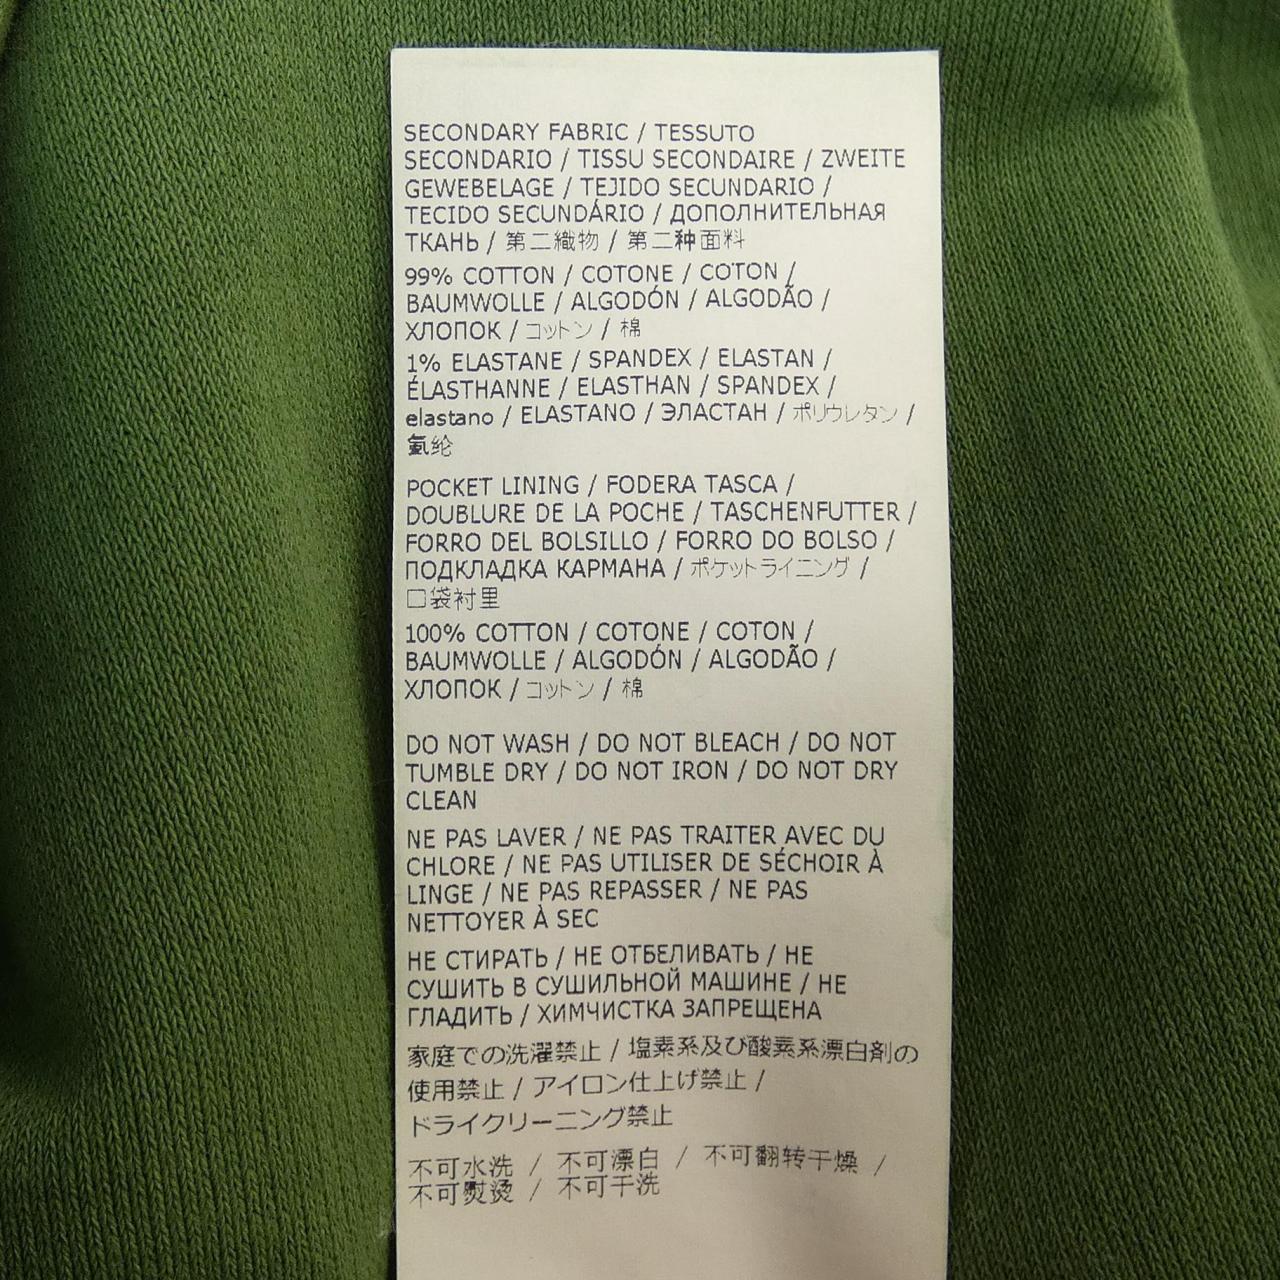 SECONDARY FABRIC / TESSUTO
SECONDARIO / TISSU SECONDAIRE / ZWEITE
GEWEBELAGE / TEJIDO SECUNDARIO /
TECIDO SECUNDÁRIO / ДОПОЛНИТЕЛЬНАЯ
ТКАНЬ / 第二織物 / 第二种面料
99% COTTON / COTONE / COTON /
BAUMWOLLE / ALGODÓN / ALGODÃO /
ХЛОПОК / コットン / 棉
1% ELASTANE / SPANDEX / ELASTAN /
ÉLASTHANNE / ELASTHAN / SPANDEX /
elastano / ELASTANO / ЭЛАСТАН / ポリウレタン /
氨纶
POCKET LINING / FODERA TASCA /
DOUBLURE DE LA POCHE / TASCHENFUTTER /
FORRO DEL BOLSILLO / FORRO DO BOLSO /
ПОДКЛАДКА КАРМАНА / ポケットライニング /
口袋衬里
100% COTTON / COTONE / COTON /
BAUMWOLLE / ALGODÓN / ALGODÃO /
ХЛОПОК / コットン / 棉
DO NOT WASH / DO NOT BLEACH / DO NOT
TUMBLE DRY / DO NOT IRON / DO NOT DRY
CLEAN
NE PAS LAVER / NE PAS TRAITER AVEC DU
CHLORE / NE PAS UTILISER DE SÉCHOIR À
LINGE / NE PAS REPASSER / NE PAS
NETTOYER À SEC
НЕ СТИРАТЬ / НЕ ОТБЕЛИВАТЬ / НЕ
СУШИТЬ В СУШИЛЬНОЙ МАШИНЕ / НЕ
ГЛАДИТЬ / ХИМЧИСТКА ЗАПРЕЩЕНА
家庭での洗濯禁止 / 塩素系及び酸素系漂白剤の
使用禁止 / アイロン仕上げ禁止 /
ドライクリーニング禁止
不可水洗 / 不可漂白 / 不可翻转干燥 /
不可熨烫 / 不可干洗